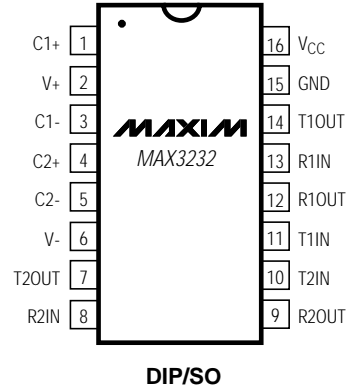 C1+ 1 16 VCC
V+ 2 15 GND
C1- 3 MAXIM 14 T1OUT
C2+ 4 MAX3232 13 R1IN
C2- 5 12 R1OUT
V- 6 11 T1IN
T2OUT 7 10 T2IN
R2IN 8 9 R2OUT
DIP/SO